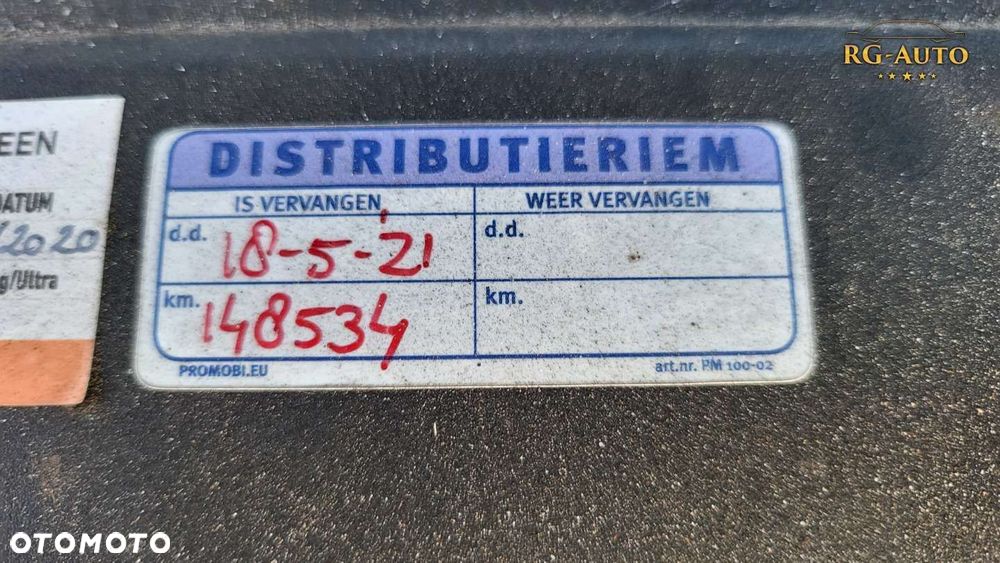 RG-AUTO
EEN
DATUM
2020
g/Ultra
DISTRIBUTIERIEM
IS VERVANGEN
WEER VERVANGEN
d.d. 18-5-'21
d.d.
km. 148534
km.
PROMOBI.EU
art.nr. PM 100-02
OTOMOTO